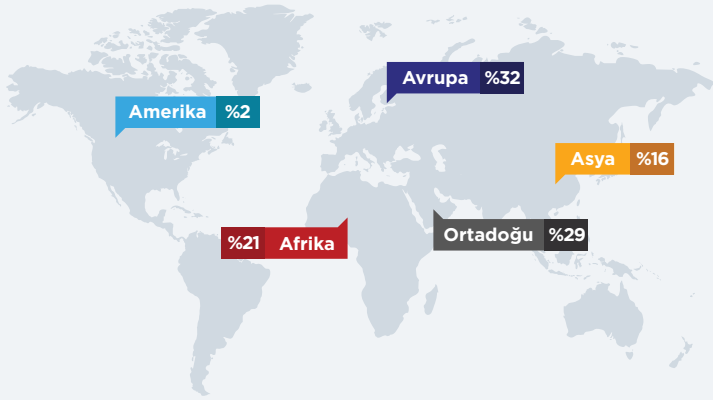 Avrupa %32
Amerika %2
Asya %16
Ortadoğu %29
%21 Afrika